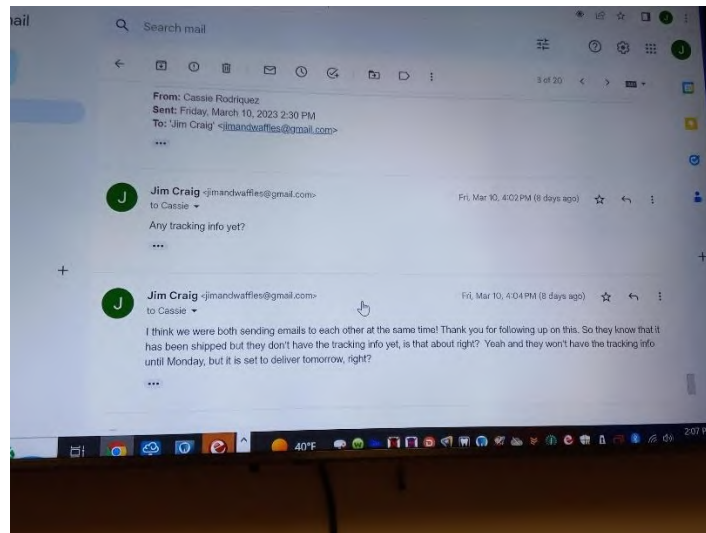 ail
Search mail
J
J
3 of 20
From: Cassie Rodriquez
Sent: Friday, March 10, 2023 2:30 PM
To: 'Jim Craig' <jimandwaffles@gmail.com>
J
Jim Craig <jimandwaffles@gmail.com>
Fri, Mar 10, 4:02 PM (8 days ago)
to Cassie
Any tracking info yet?
J
Jim Craig <jimandwaffles@gmail.com>
Fri, Mar 10, 4:04 PM (8 days ago)
to Cassie
I think we were both sending emails to each other at the same time! Thank you for following up on this. So they know that it
has been shipped but they don't have the tracking info yet, is that about right? Yeah and they won't have the tracking info
until Monday, but it is set to deliver tomorrow, right?
40°F
2:07 P